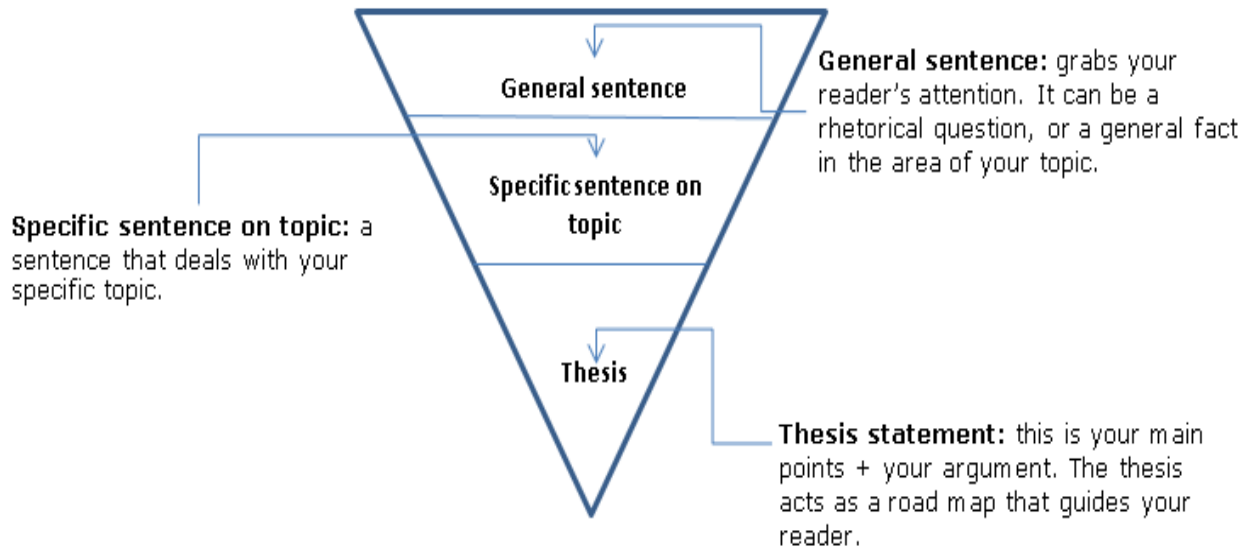 General sentence
General sentence: grabs your
reader's attention. It can be a
rhetorical question, or a general fact
in the area of your topic.
Specific sentence on
topic
Specific sentence on topic: a
sentence that deals with your
specific topic.
Thesis
Thesis statement: this is your main
points + your argument. The thesis
acts as a road map that guides your
reader.